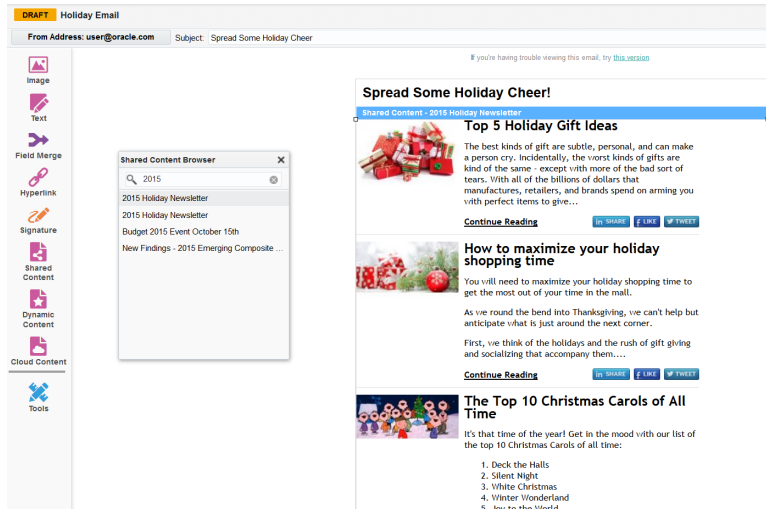 DRAFT Holiday Email
From Address: user@oracle.com Subject: Spread Some Holiday Cheer
If you're having trouble viewing this email, try this version
Image
Text
Field Merge
Hyperlink
Signature
Shared
Content
Dynamic
Content
Cloud Content
Tools
Shared Content Browser
2015
2015 Holiday Newsletter
2015 Holiday Newsletter
Budget 2015 Event October 15th
New Findings - 2015 Emerging Composite ...
Spread Some Holiday Cheer!
Shared Content - 2015 Holiday Newsletter
Top 5 Holiday Gift Ideas
The best kinds of gift are subtle, personal, and can make
a person cry. Incidentally, the worst kinds of gifts are
kind of the same - except with more of the bad sort of
tears. With all of the billions of dollars that
manufactures, retailers, and brands spend on arming you
with perfect items to give...
Continue Reading in SHARE f LIKE TWEET
How to maximize your holiday
shopping time
You will need to maximize your holiday shopping time to
get the most out of your time in the mall.
As we round the bend into Thanksgiving, we can't help but
anticipate what is just around the next corner.
First, we think of the holidays and the rush of gift giving
and socializing that accompany them....
Continue Reading in SHARE f LIKE TWEET
The Top 10 Christmas Carols of All
Time
It's that time of the year! Get in the mood with our list of
the top 10 Christmas Carols of all time:
1. Deck the Halls
2. Silent Night
3. White Christmas
4. Winter Wonderland
5. Joy to the World